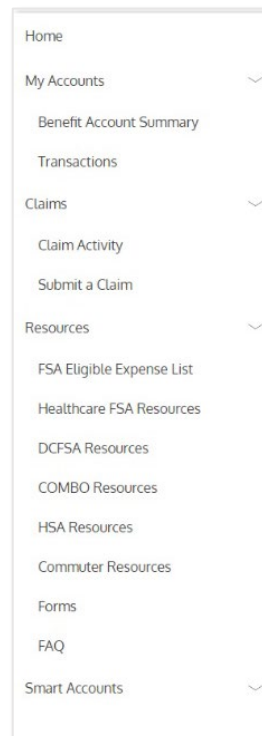 Home
My Accounts
Benefit Account Summary
Transactions
Claims
Claim Activity
Submit a Claim
Resources
FSA Eligible Expense List
Healthcare FSA Resources
DCFSA Resources
COMBO Resources
HSA Resources
Commuter Resources
Forms
FAQ
Smart Accounts